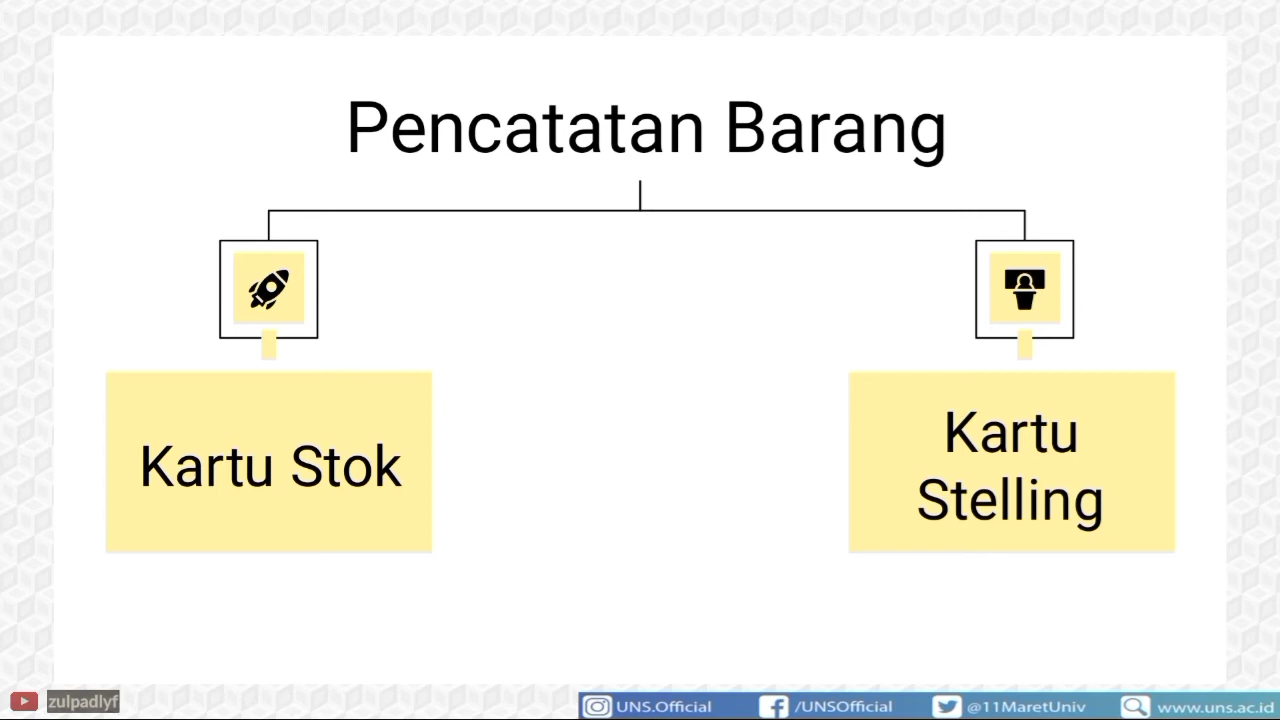 Pencatatan Barang
Kartu Stok
Kartu
Stelling
zulpadlyf
UNS.Official
/UNSOfficial
@11MaretUniv
www.uns.ac.id